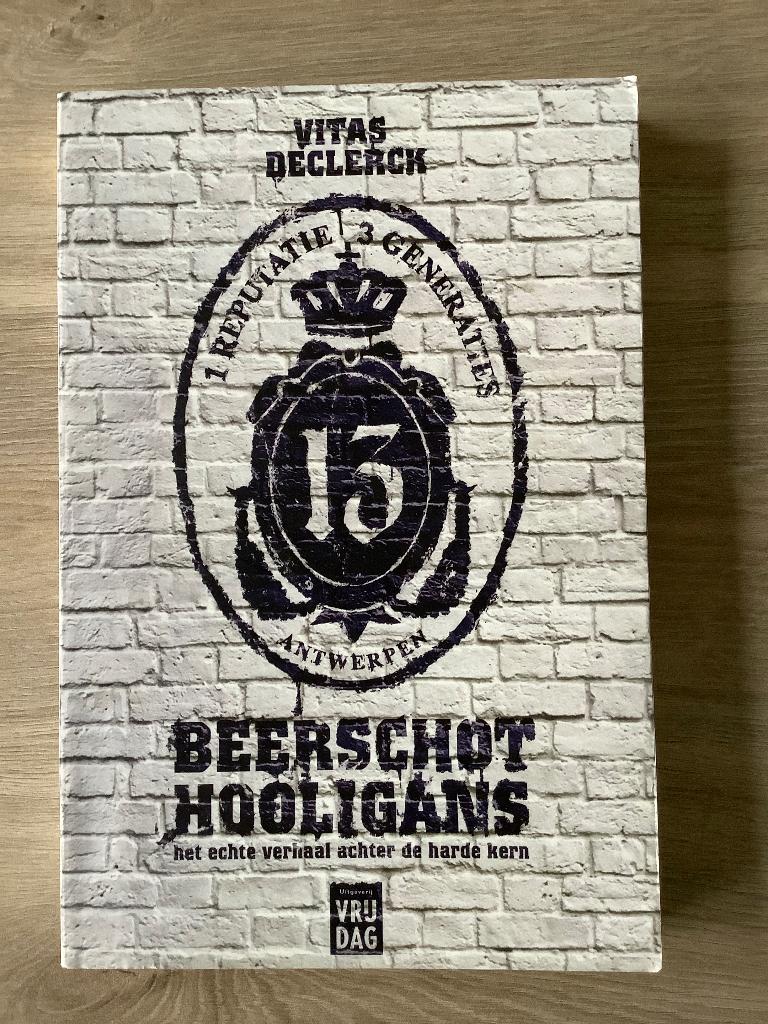 VITAS
DECLERCK
1 REPUTATIE 3 GENERATIES
13
ANTWERPEN
BEERSCHOT
HOOLIGANS
het echte verhaal achter de harde kern
Uitgeverij
VRIJ
DAG